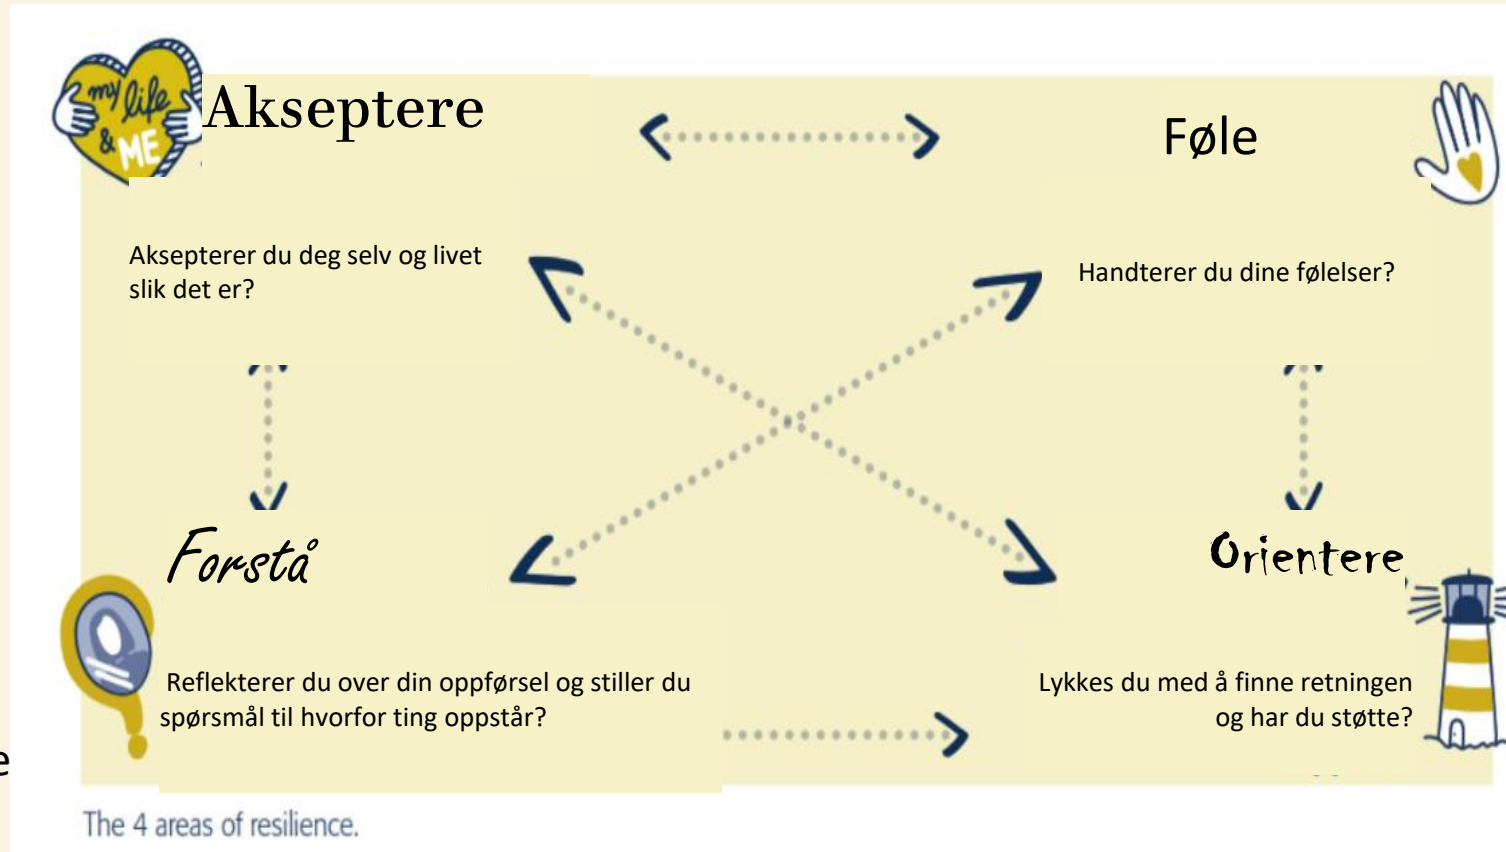 my life
& ME
Akseptere
Føle
Aksepterer du deg selv og livet
slik det er?
Handterer du dine følelser?
Forstå
Orientere
Reflekterer du over din oppførsel og stiller du
spørsmål til hvorfor ting oppstår?
Lykkes du med å finne retningen
og har du støtte?
e
The 4 areas of resilience.